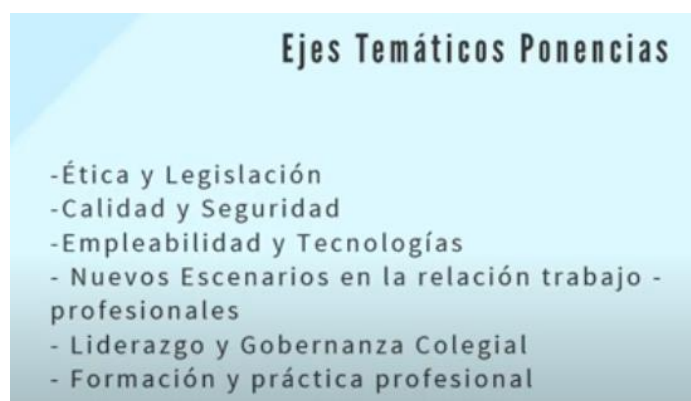 Ejes Temáticos Ponencias
-Ética y Legislación
-Calidad y Seguridad
-Empleabilidad y Tecnologías
- Nuevos Escenarios en la relación trabajo -
profesionales
- Liderazgo y Gobernanza Colegial
- Formación y práctica profesional